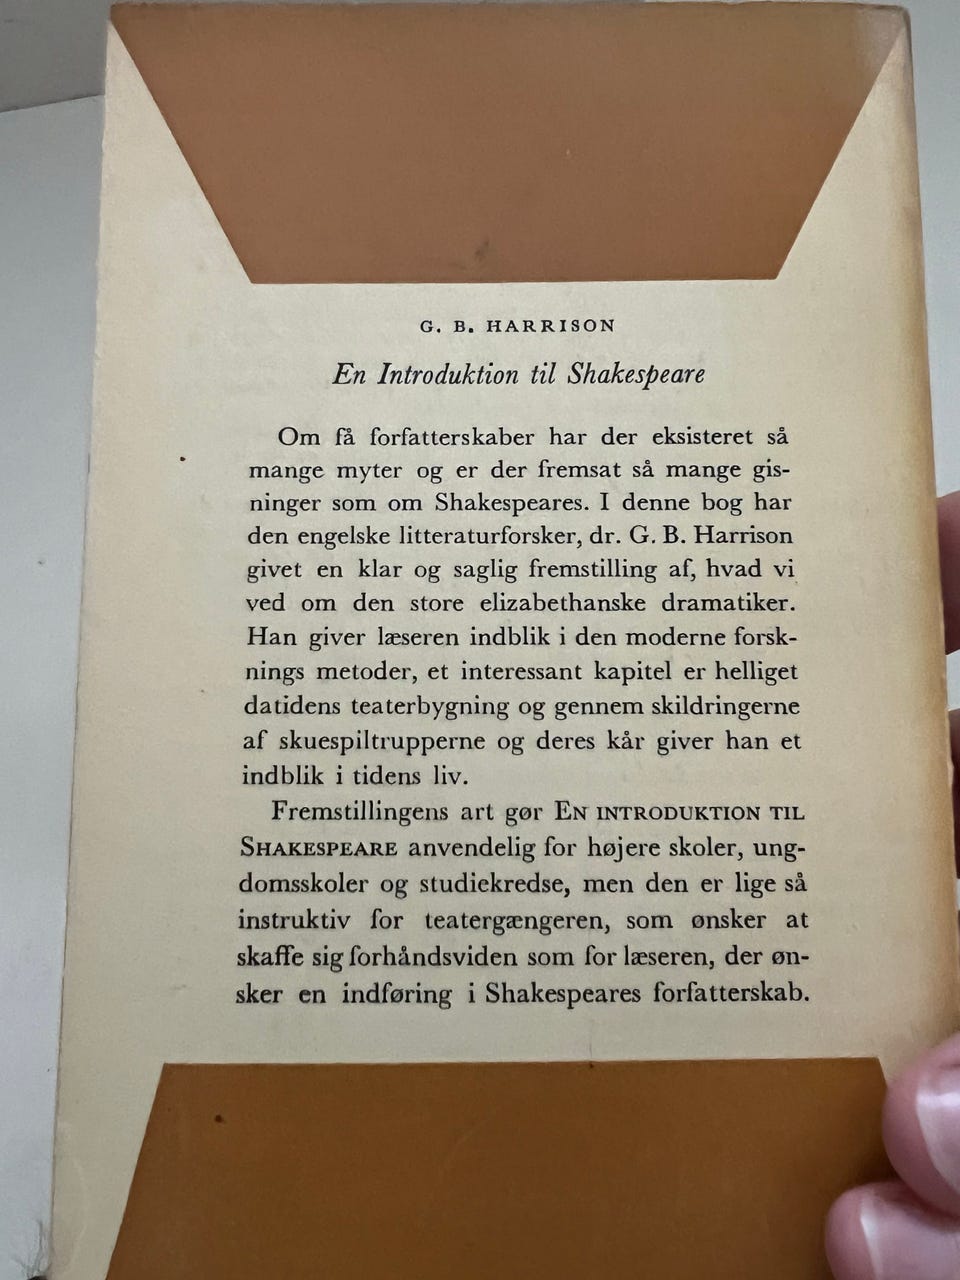 G. B. HARRISON
En Introduktion til Shakespeare
Om få forfatterskaber har der eksisteret så
mange myter og er der fremsat så mange gis-
ninger som om Shakespeares. I denne bog har
den engelske litteraturforsker, dr. G. B. Harrison
givet en klar og saglig fremstilling af, hvad vi
ved om den store elizabethanske dramatiker.
Han giver læseren indblik i den moderne forsk-
nings metoder, et interessant kapitel er helliget
datidens teaterbygning og gennem skildringerne
af skuespiltrupperne og deres kår giver han et
indblik i tidens liv.
Fremstillingens art gør EN INTRODUKTION TIL
SHAKESPEARE anvendelig for højere skoler, ung-
domsskoler og studiekredse, men den er lige så
instruktiv for teatergængeren, som ønsker at
skaffe sig forhåndsviden som for læseren, der øn-
sker en indføring i Shakespeares forfatterskab.